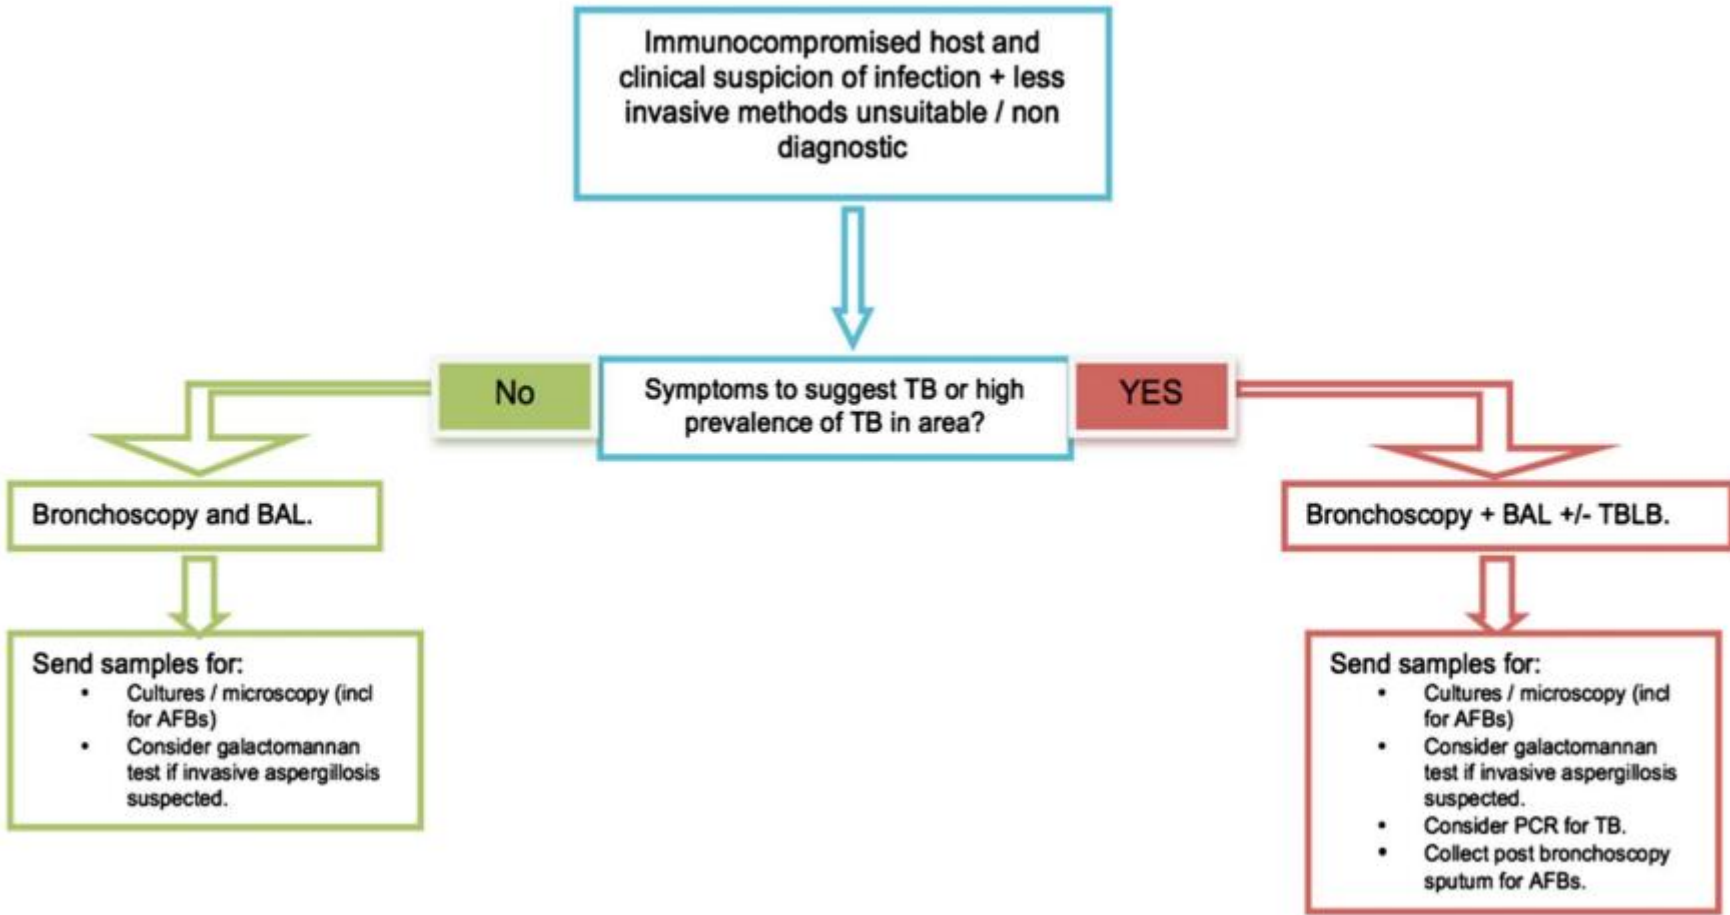 Immunocompromised host and
clinical suspicion of infection + less
invasive methods unsuitable / non
diagnostic
No
Symptoms to suggest TB or high
prevalence of TB in area?
YES
Bronchoscopy and BAL.
Bronchoscopy + BAL +/- TBLB.
Send samples for:
• Cultures / microscopy (incl
for AFBs)
• Consider galactomannan
test if invasive aspergillosis
suspected.
Send samples for:
• Cultures / microscopy (incl
for AFBs)
• Consider galactomannan
test if invasive aspergillosis
suspected.
• Consider PCR for TB.
• Collect post bronchoscopy
sputum for AFBs.